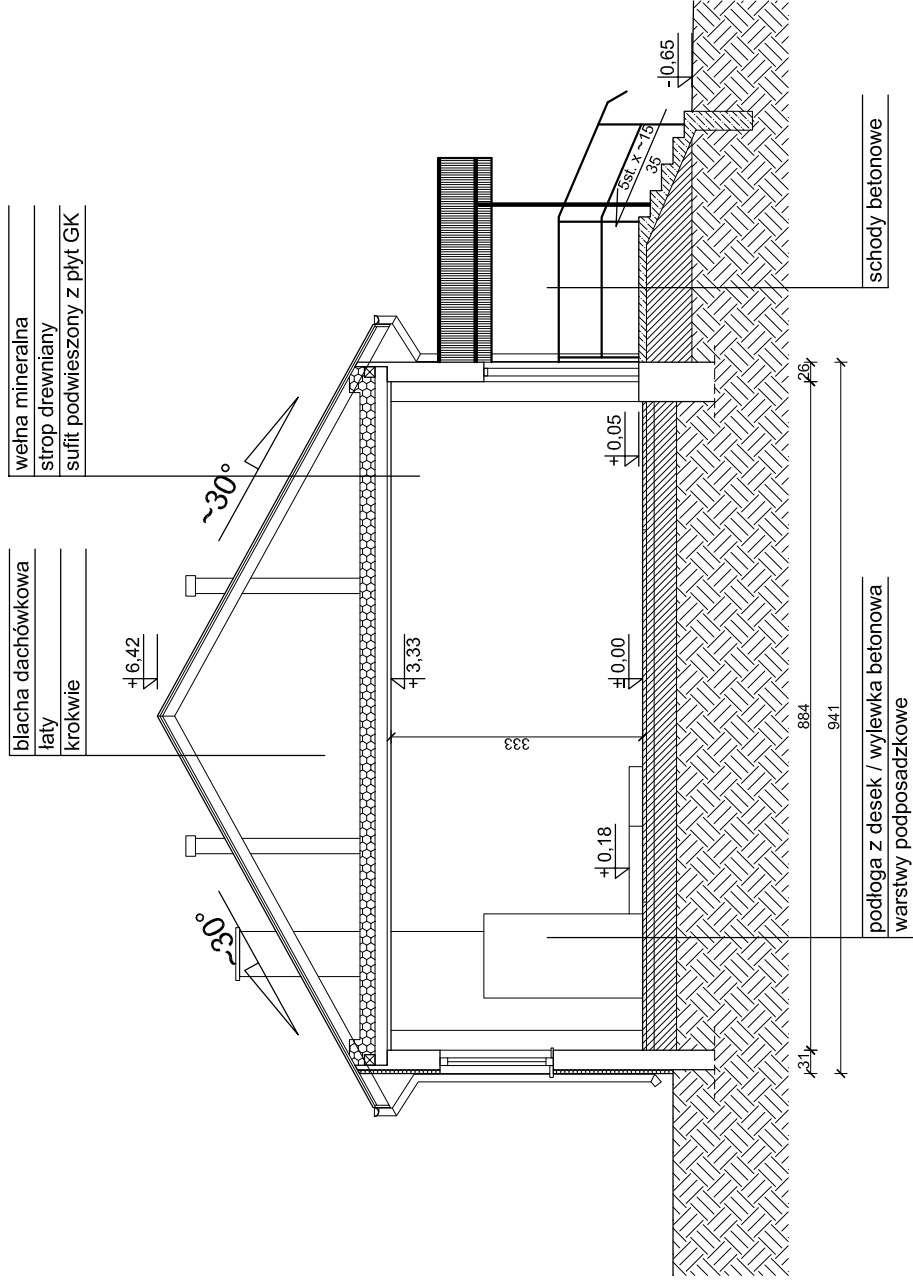 blacha dachówkowa
łaty
krokwie
wełna mineralna
strop drewniany
sufit podwieszony z płyt GK
~30°
~30°
+6,42
+3,33
333
+0,18
+0,00
+0,05
-0,65
5st. x ~15
35
31
884
26
941
podłoga z desek / wylewka betonowa
warstwy podposadzkowe
schody betonowe